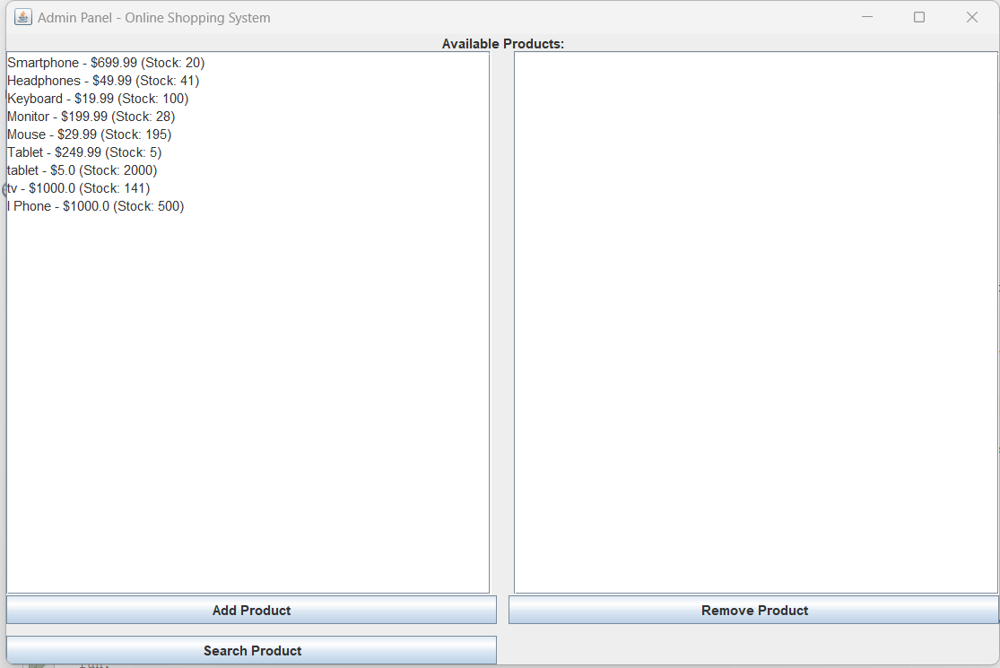 Admin Panel - Online Shopping System
Available Products:
Smartphone - $699.99 (Stock: 20)
Headphones - $49.99 (Stock: 41)
Keyboard - $19.99 (Stock: 100)
Monitor - $199.99 (Stock: 28)
Mouse - $29.99 (Stock: 195)
Tablet - $249.99 (Stock: 5)
tablet - $5.0 (Stock: 2000)
tv - $1000.0 (Stock: 141)
I Phone - $1000.0 (Stock: 500)
Add Product
Remove Product
Search Product